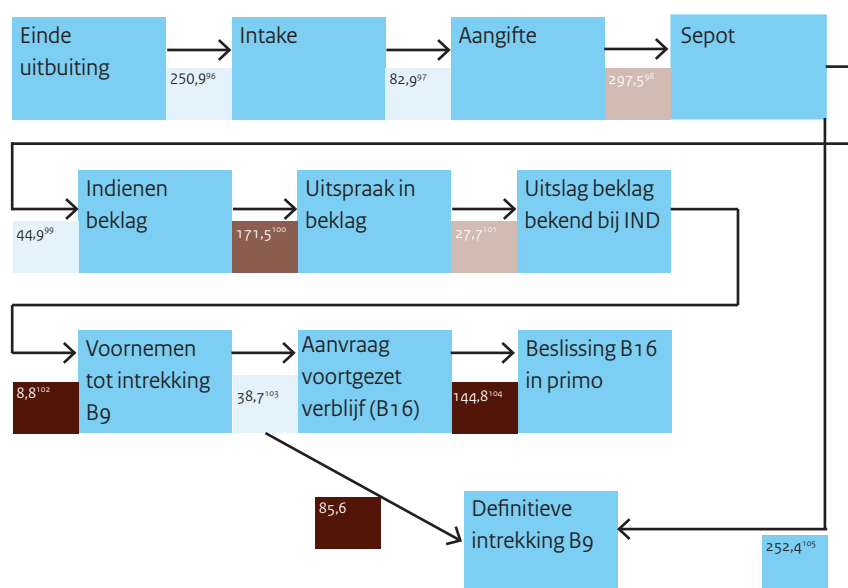 Einde
uitbuiting
250,9⁹⁶
Intake
82,9⁹⁷
Aangifte
297,5⁹⁸
Sepot
44,9⁹⁹
Indienen
beklag
171,5¹⁰⁰
Uitspraak in
beklag
27,7¹⁰¹
Uitslag beklag
bekend bij IND
8,8¹⁰²
Voornemen
tot intrekking
B9
38,7¹⁰³
Aanvraag
voortgezet
verblijf (B16)
144,8¹⁰⁴
Beslissing B16
in primo
85,6
Definitieve
intrekking B9
252,4¹⁰⁵